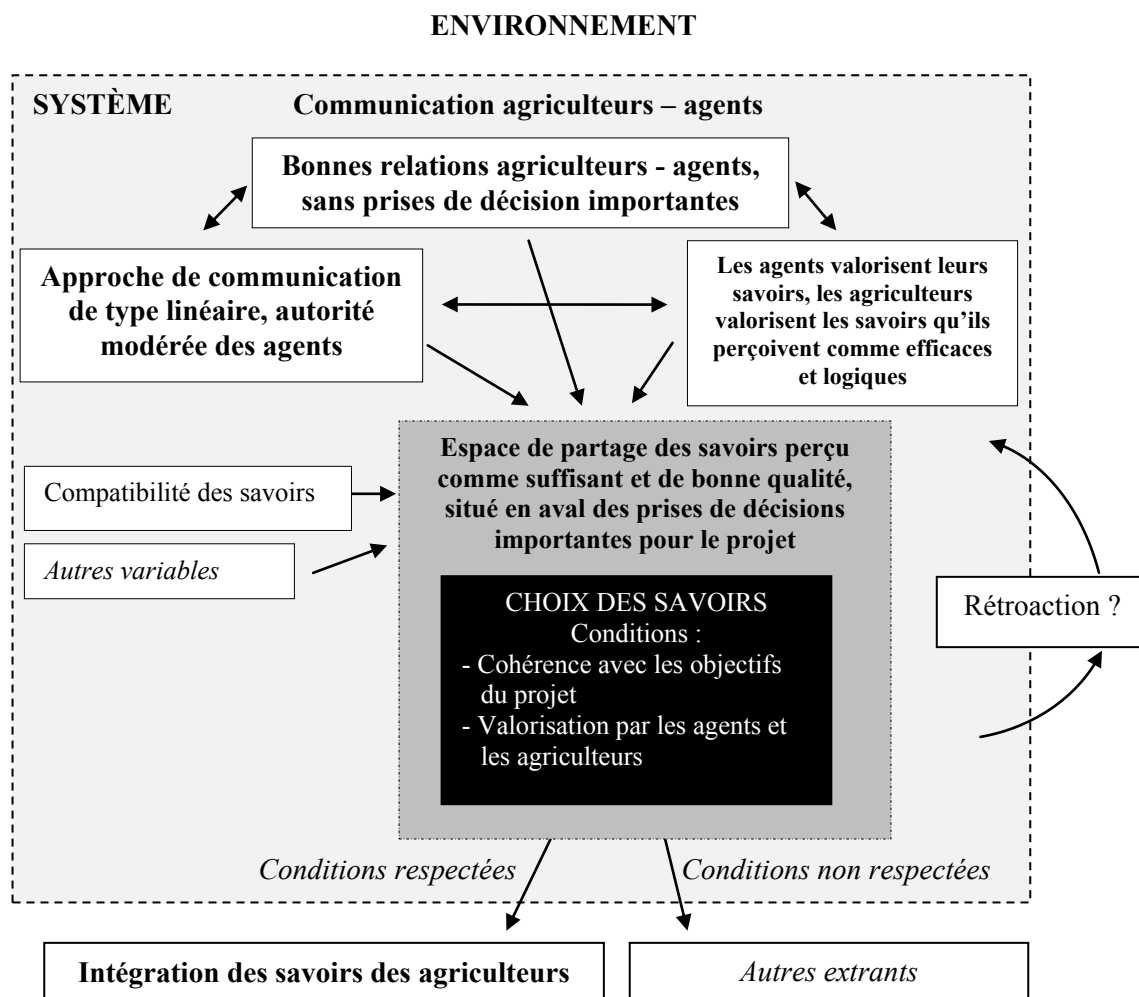 ENVIRONNEMENT
SYSTÈME
Communication agriculteurs – agents
Bonnes relations agriculteurs - agents,
sans prises de décision importantes
Approche de communication
de type linéaire, autorité
modérée des agents
Les agents valorisent leurs
savoirs, les agriculteurs
valorisent les savoirs qu’ils
perçoivent comme efficaces
et logiques
Espace de partage des savoirs perçu
comme suffisant et de bonne qualité,
situé en aval des prises de décisions
importantes pour le projet
Compatibilité des savoirs
Autres variables
CHOIX DES SAVOIRS
Conditions :
- Cohérence avec les objectifs
du projet
- Valorisation par les agents et
les agriculteurs
Rétroaction ?
Conditions respectées
Conditions non respectées
Intégration des savoirs des agriculteurs
Autres extrants